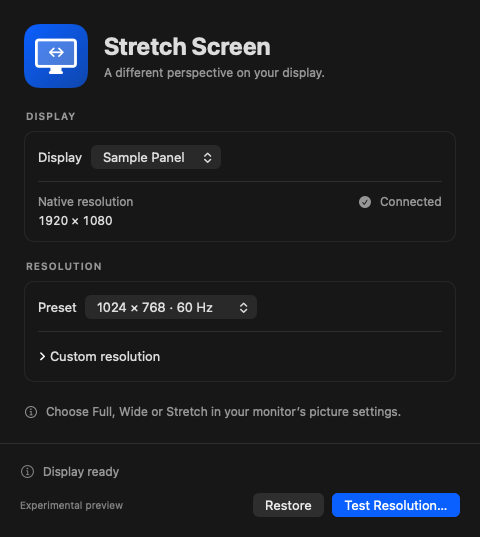 Stretch Screen
A different perspective on your display.
DISPLAY
Display Sample Panel
Native resolution Connected
1920 × 1080
RESOLUTION
Preset 1024 × 768 · 60 Hz
Custom resolution
Choose Full, Wide or Stretch in your monitor’s picture settings.
Display ready
Experimental preview Restore Test Resolution...